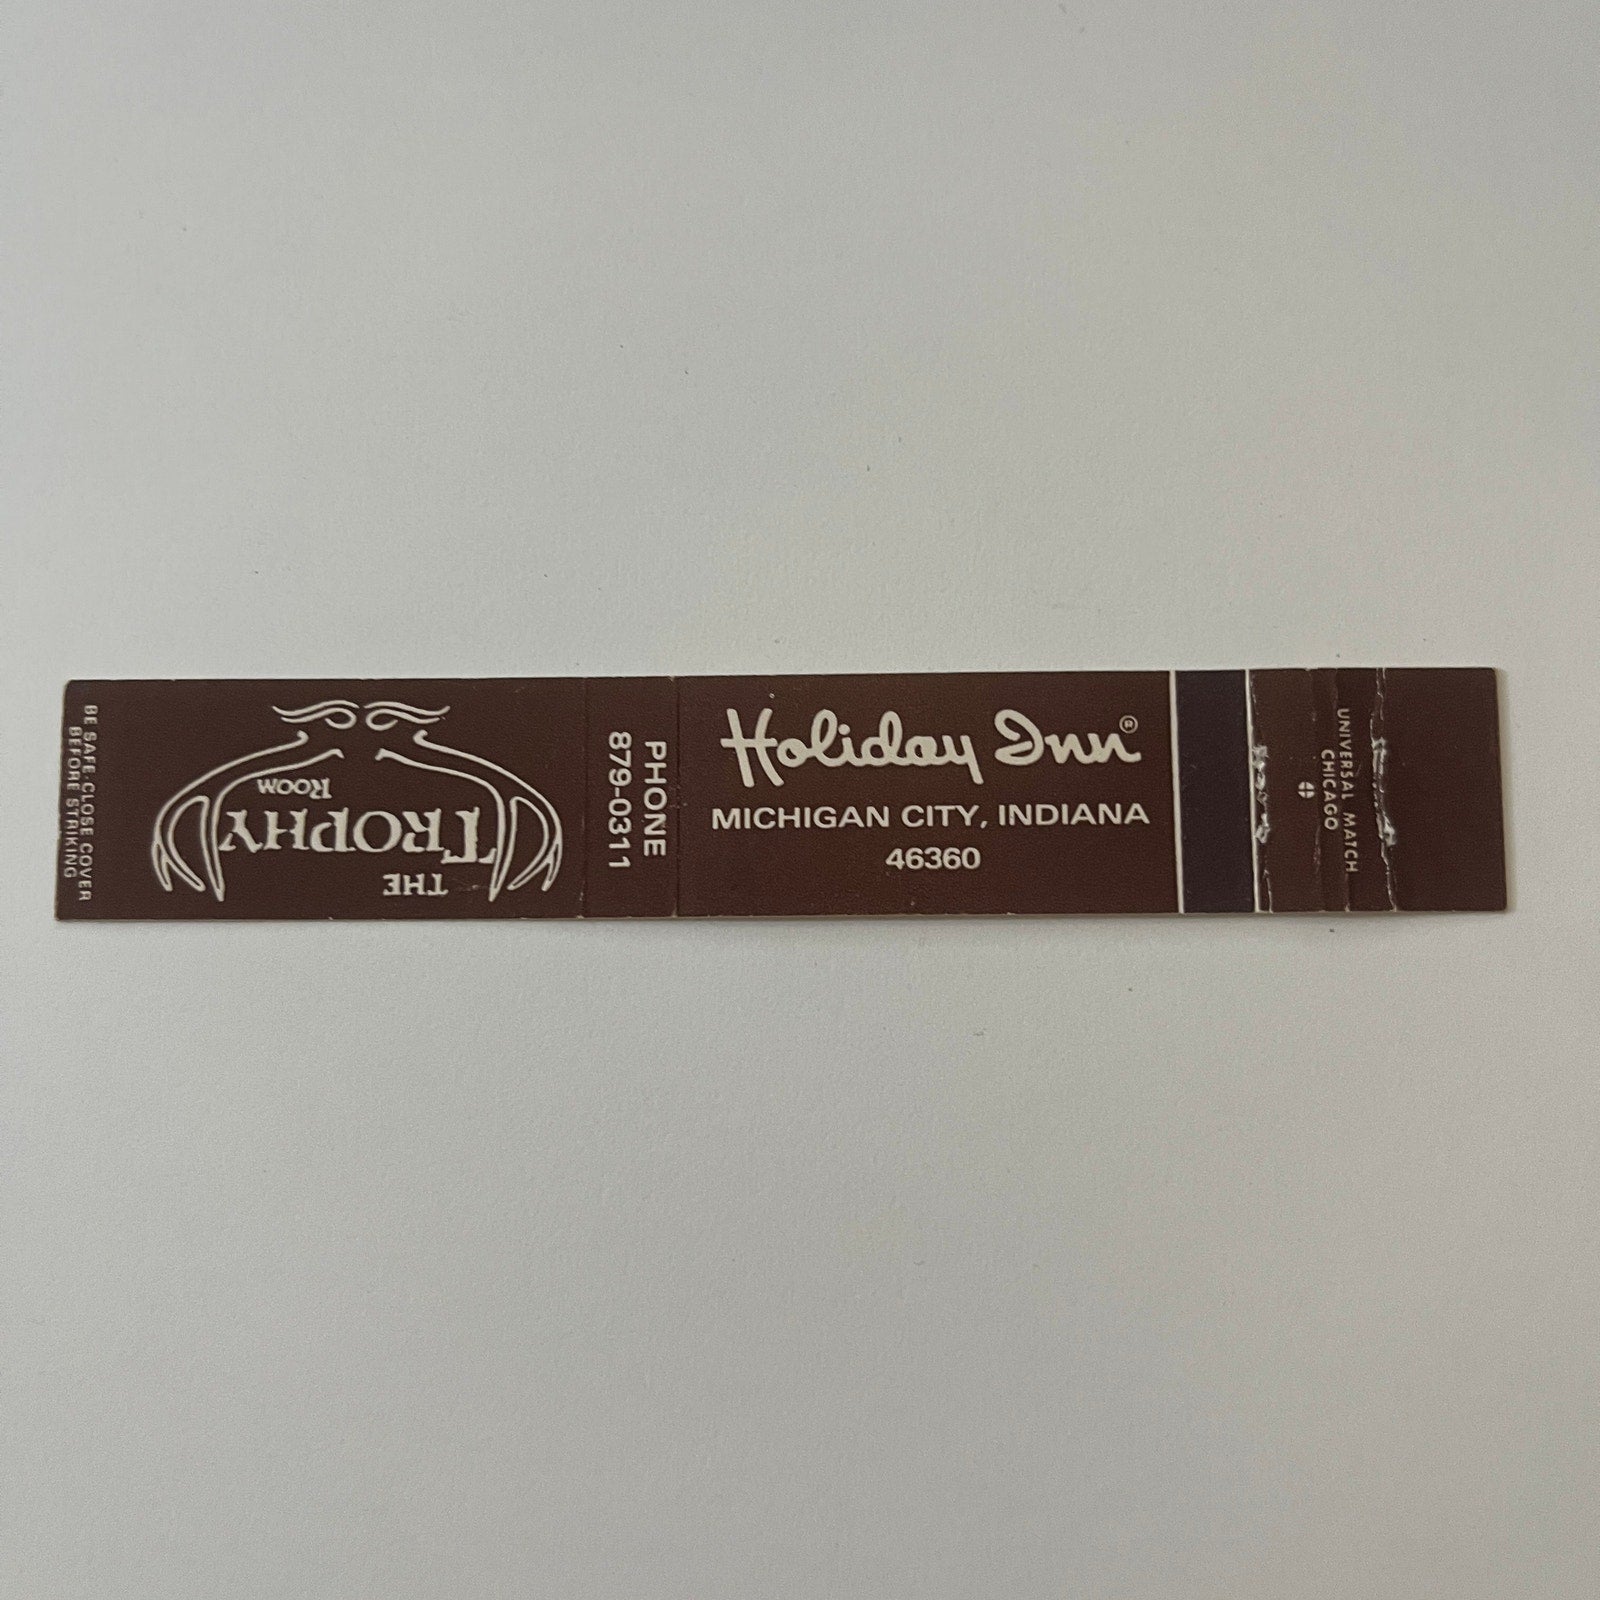 BE SAFE. CLOSE COVER
BEFORE STRIKING
THE
TROPHY
ROOM
PHONE
879-0311
Holiday Inn®
MICHIGAN CITY, INDIANA
46360
UNIVERSAL MATCH
CHICAGO